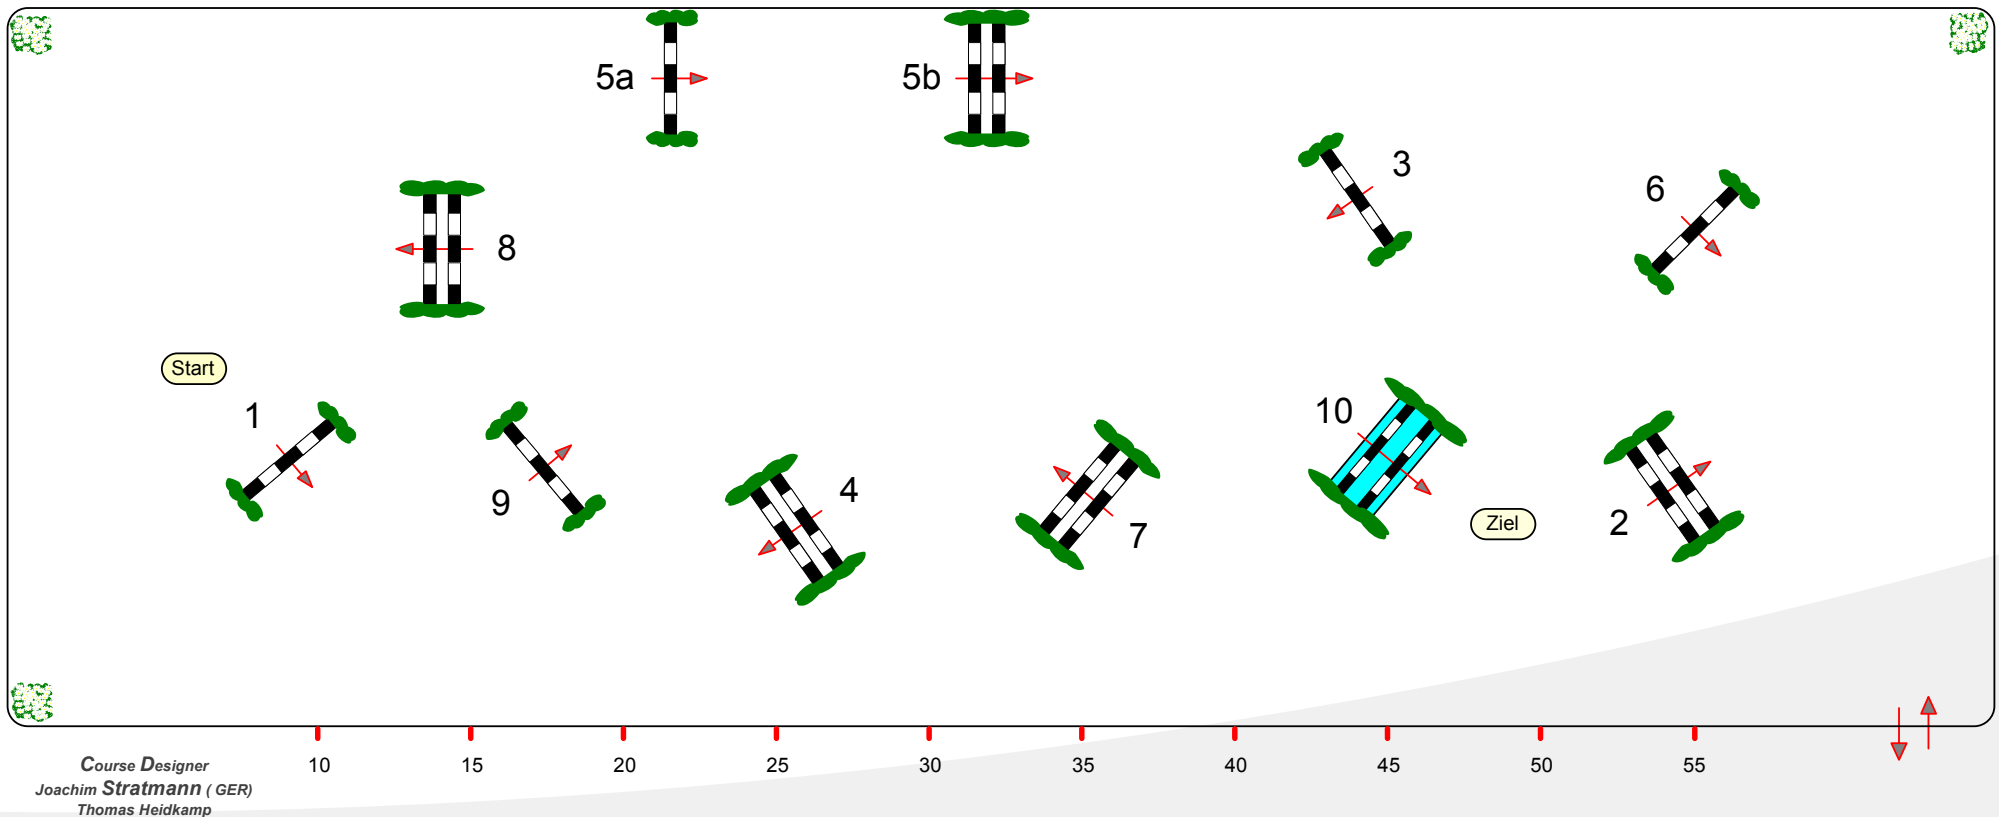 5a
5b
3
6
8
Start
1
10
9
4
7
2
Ziel
10 15 20 25 30 35 40 45 50 55
Course Designer
Joachim Stratmann ( GER)
Thomas Heidkamp